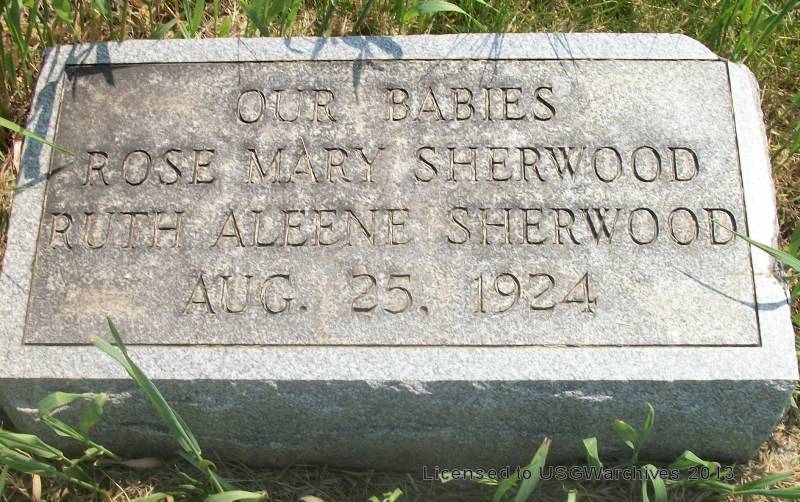 OUR BABIES
ROSE MARY SHERWOOD
RUTH ALEENE SHERWOOD
AUG. 25, 1924
Licensed to USGWarchives 2013